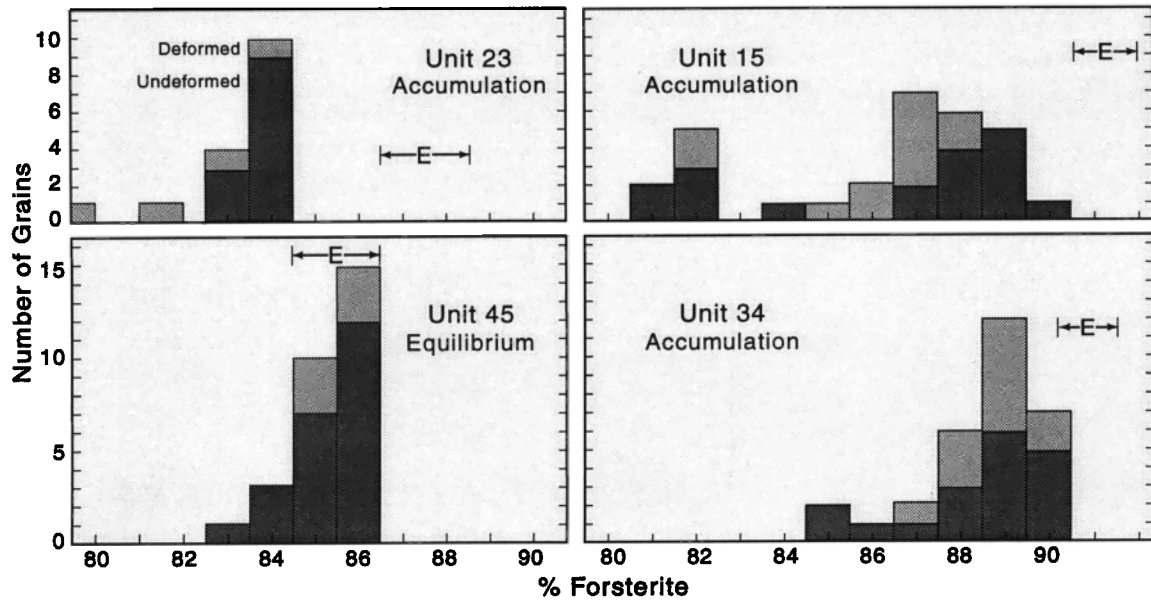 Number of Grains
10
8
6
4
2
0
Deformed
Undeformed
Unit 23
Accumulation
E
Unit 15
Accumulation
E
15
10
5
0
E
Unit 45
Equilibrium
Unit 34
Accumulation
E
80 82 84 86 88 90
80 82 84 86 88 90
% Forsterite